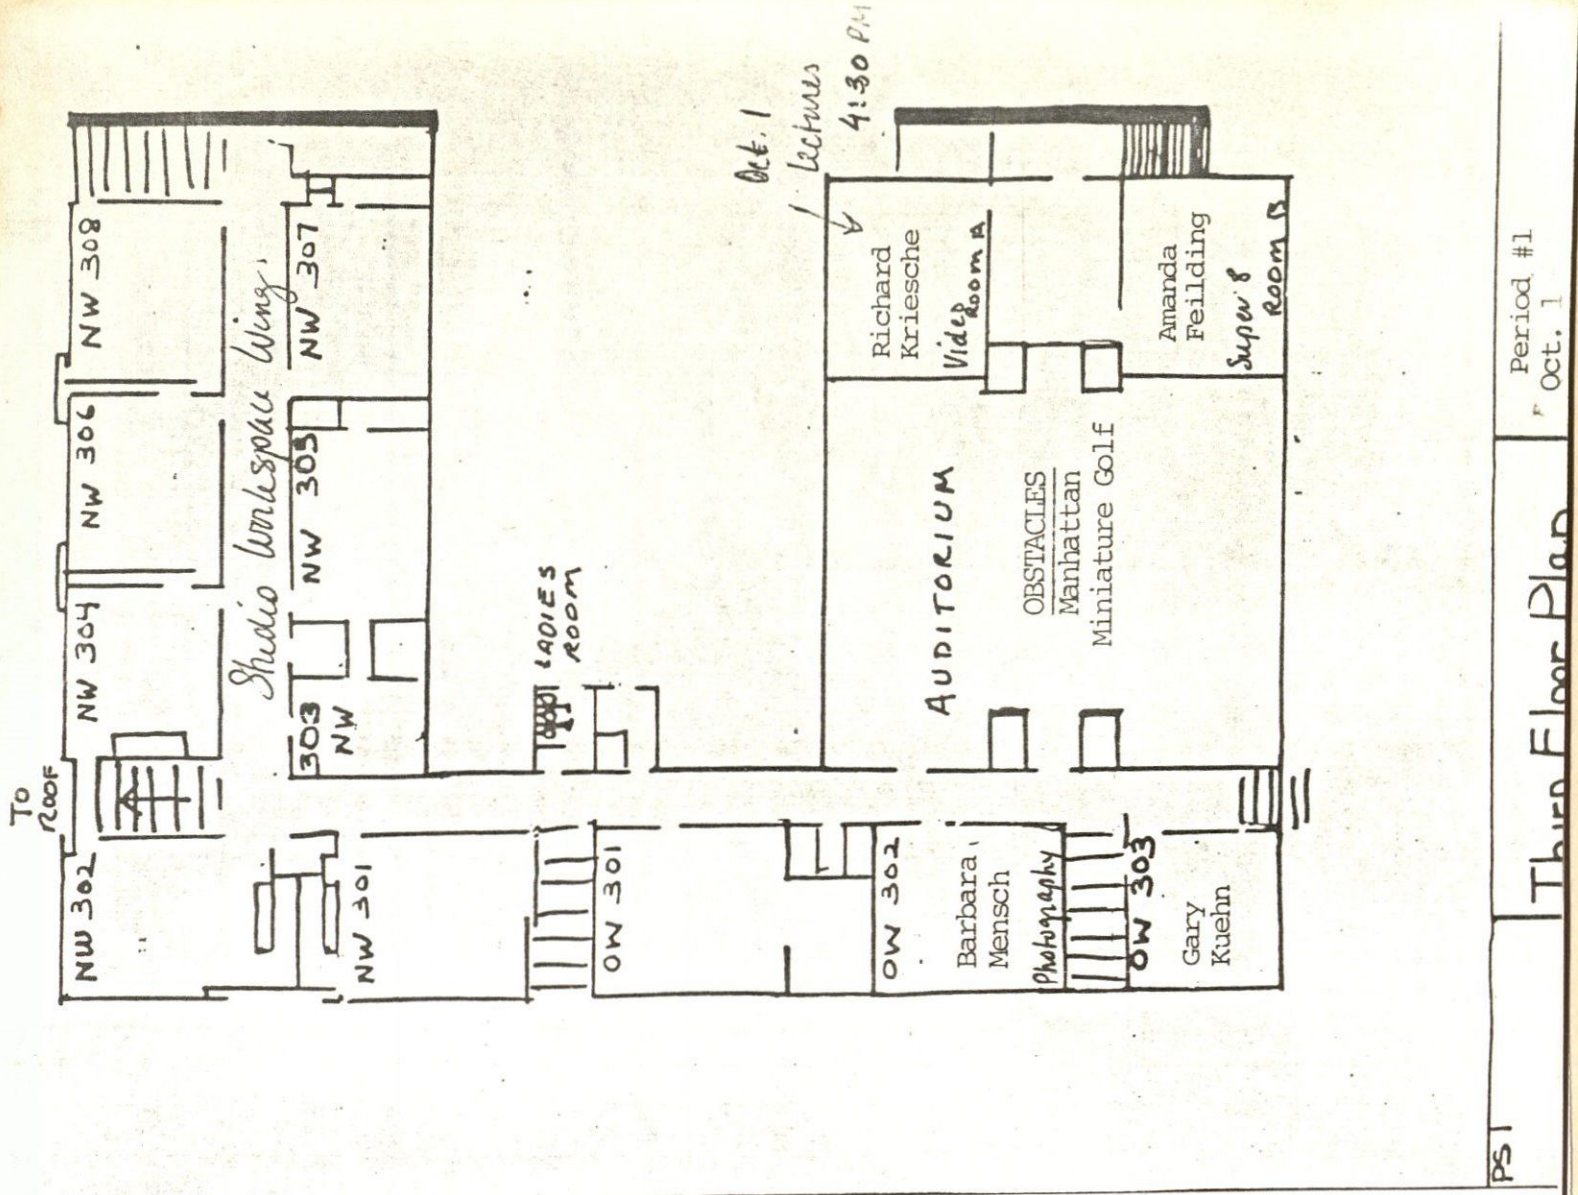 TO
ROOF
NW 302
NW 304
NW 306
NW 308
Studio Workspace Wing
NW 301
303
NW
NW 305
NW 307
LADIES
ROOM
OW 301
OW 302
Barbara
Mensch
Photography
OW 303
Gary
Kuehn
AUDITORIUM
OBSTACLES
Manhattan
Miniature Golf
Oct. 1
Lectures
4:30 PM
Richard
Kriesche
Video
ROOM A
Amanda
Feilding
Super 8
ROOM B
PS1
Third Floor Plan
Period #1
Oct. 1